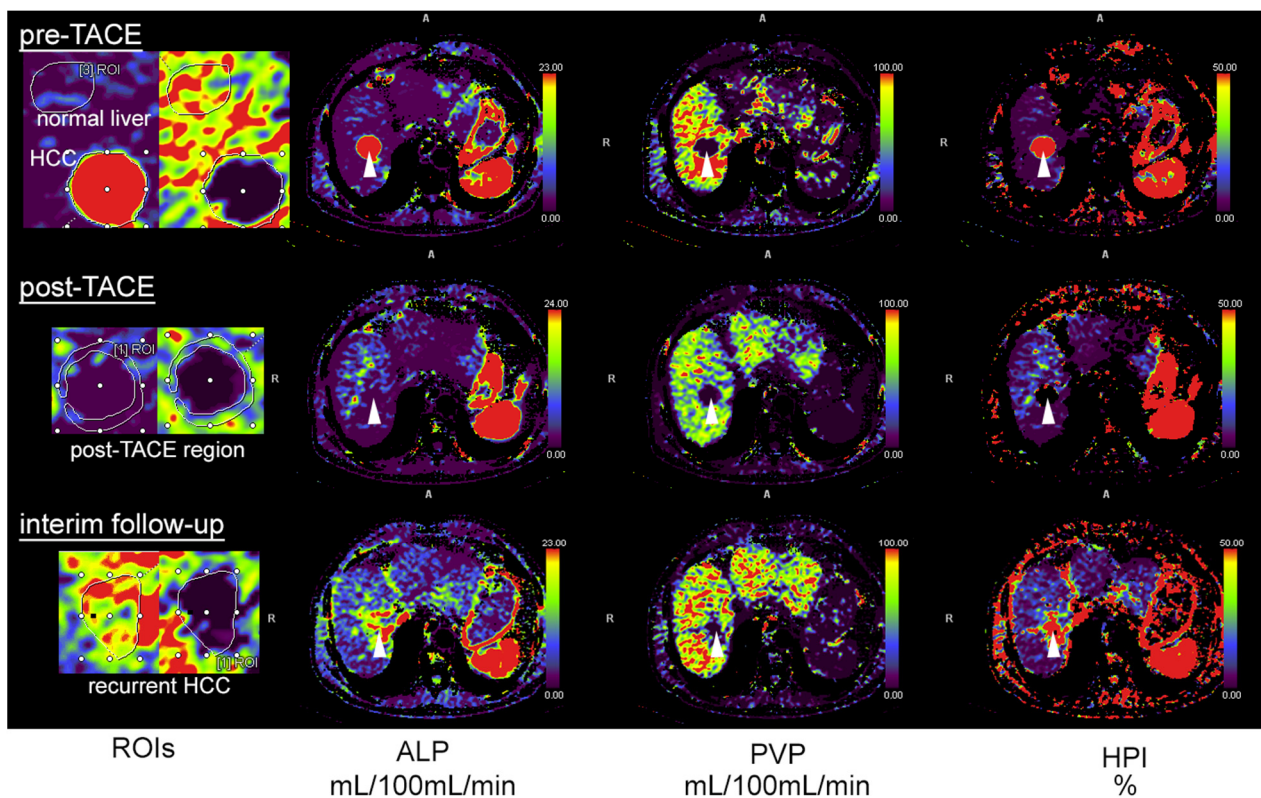 pre-TACE
A
A
A
[3] ROI
normal liver
HCC
23.00
100.00
50.00
R
R
0.00
0.00
0.00
post-TACE
A
A
A
24.00
100.00
50.00
[1] ROI
R
R
R
post-TACE region
0.00
0.00
0.00
interim follow-up
A
A
A
23.00
100.00
50.00
R
R
R
[1] ROI
recurrent HCC
0.00
0.00
0.00
ROIs
ALP
mL/100mL/min
PVP
mL/100mL/min
HPI
%